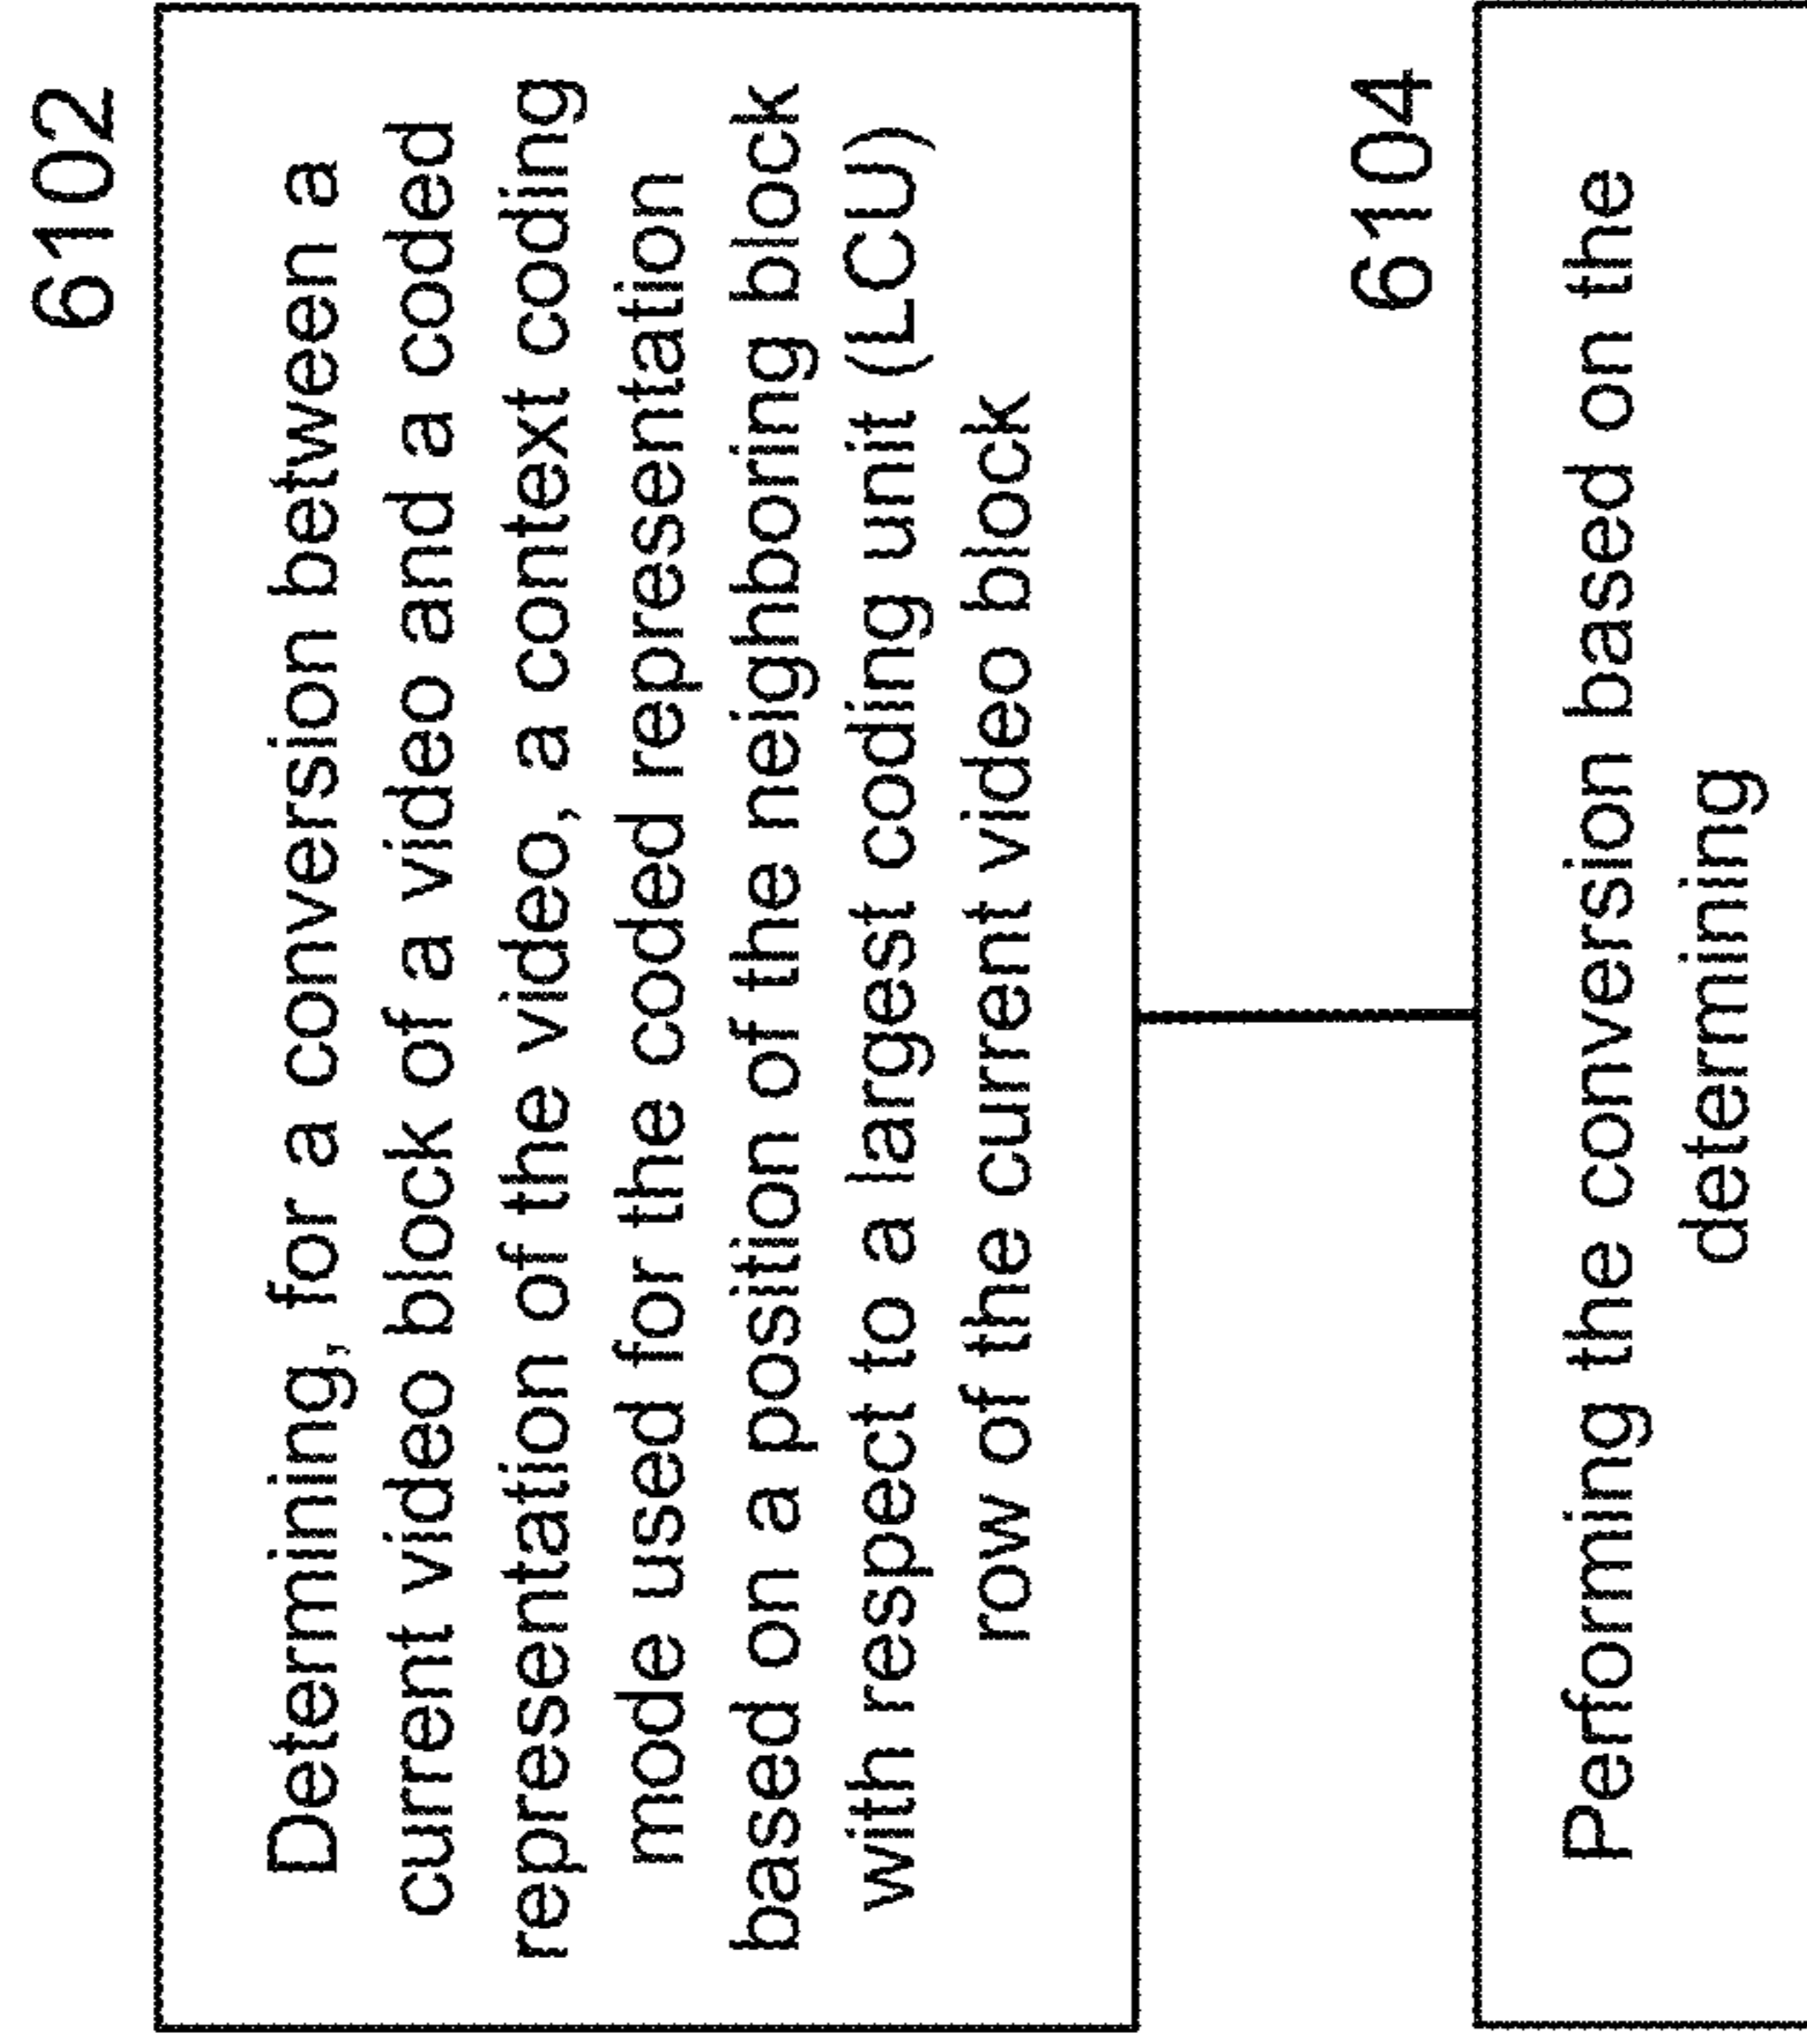 6102
Determining, for a conversion between a
current video block of a video and a coded
representation of the video, a context coding
mode used for the coded representation
based on a position of the neighboring block
with respect to a largest coding unit (LCU)
row of the current video block
6104
Performing the conversion based on the
determining